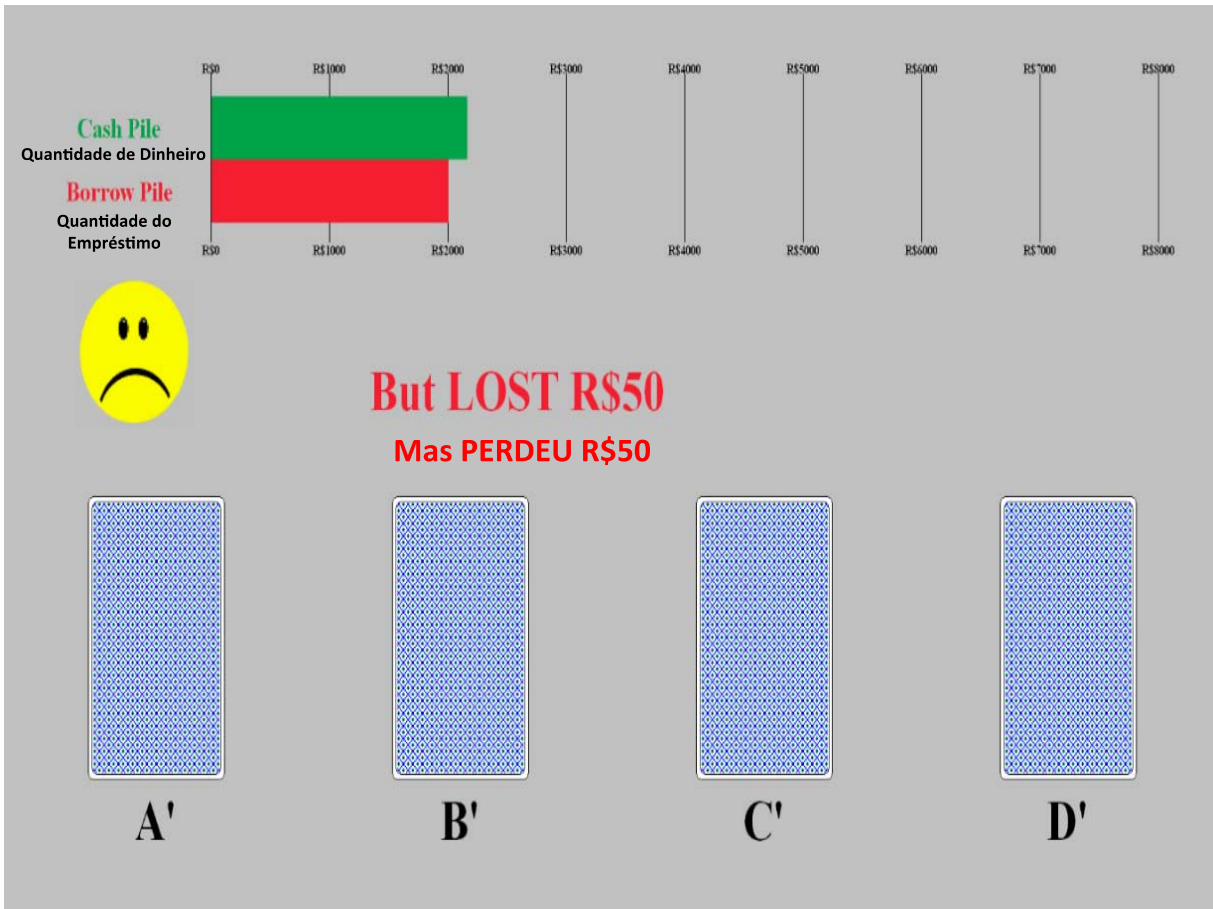 R$0 R$1000 R$2000 R$3000 R$4000 R$5000 R$6000 R$7000 R$8000
Cash Pile
Quantidade de Dinheiro
Borrow Pile
Quantidade do
Empréstimo
R$0 R$1000 R$2000 R$3000 R$4000 R$5000 R$6000 R$7000 R$8000
But LOST R$50
Mas PERDEU R$50
A' B' C' D'